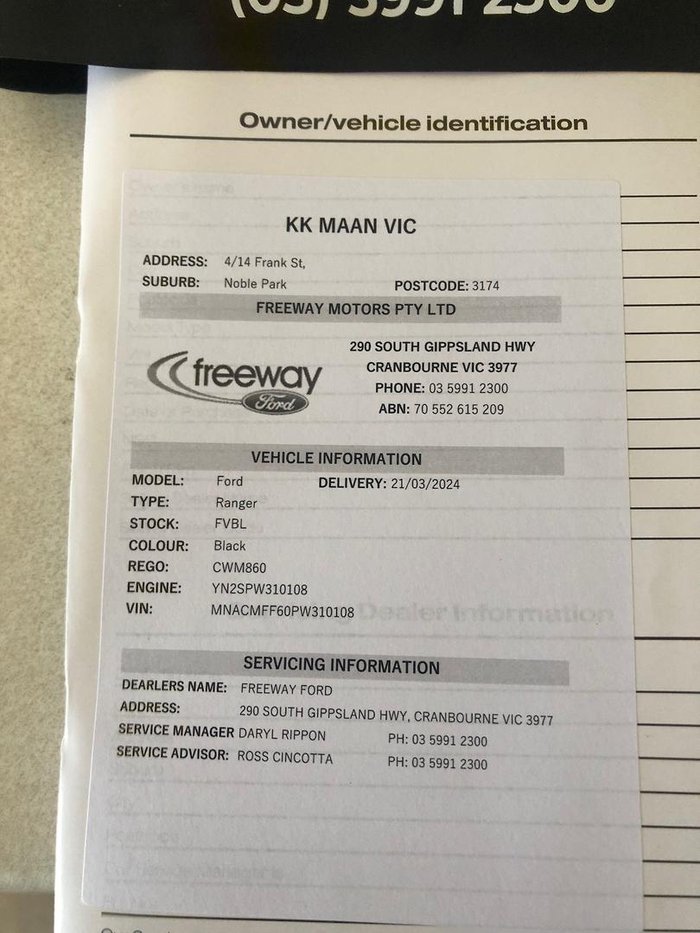 (03) 5991 2300
Owner/vehicle identification
KK MAAN VIC
ADDRESS: 4/14 Frank St,
SUBURB: Noble Park POSTCODE: 3174
FREEWAY MOTORS PTY LTD
freeway
Ford
290 SOUTH GIPPSLAND HWY
CRANBOURNE VIC 3977
PHONE: 03 5991 2300
ABN: 70 552 615 209
VEHICLE INFORMATION
MODEL: Ford DELIVERY: 21/03/2024
TYPE: Ranger
STOCK: FVBL
COLOUR: Black
REGO: CWM860
ENGINE: YN2SPW310108
VIN: MNACMFF60PW310108
Dealer Information
SERVICING INFORMATION
DEARLERS NAME: FREEWAY FORD
ADDRESS: 290 SOUTH GIPPSLAND HWY, CRANBOURNE VIC 3977
SERVICE MANAGER DARYL RIPPON PH: 03 5991 2300
SERVICE ADVISOR: ROSS CINCOTTA PH: 03 5991 2300